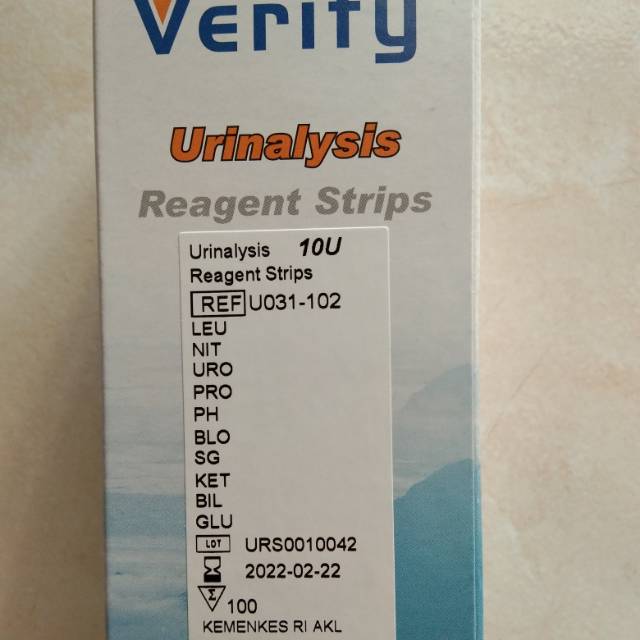 Verify
Urinalysis
Reagent Strips
Urinalysis 10U
Reagent Strips
REF U031-102
LEU
NIT
URO
PRO
PH
BLO
SG
KET
BIL
GLU
LOT URS0010042
2022-02-22
Σ 100
KEMENKES RI AKL